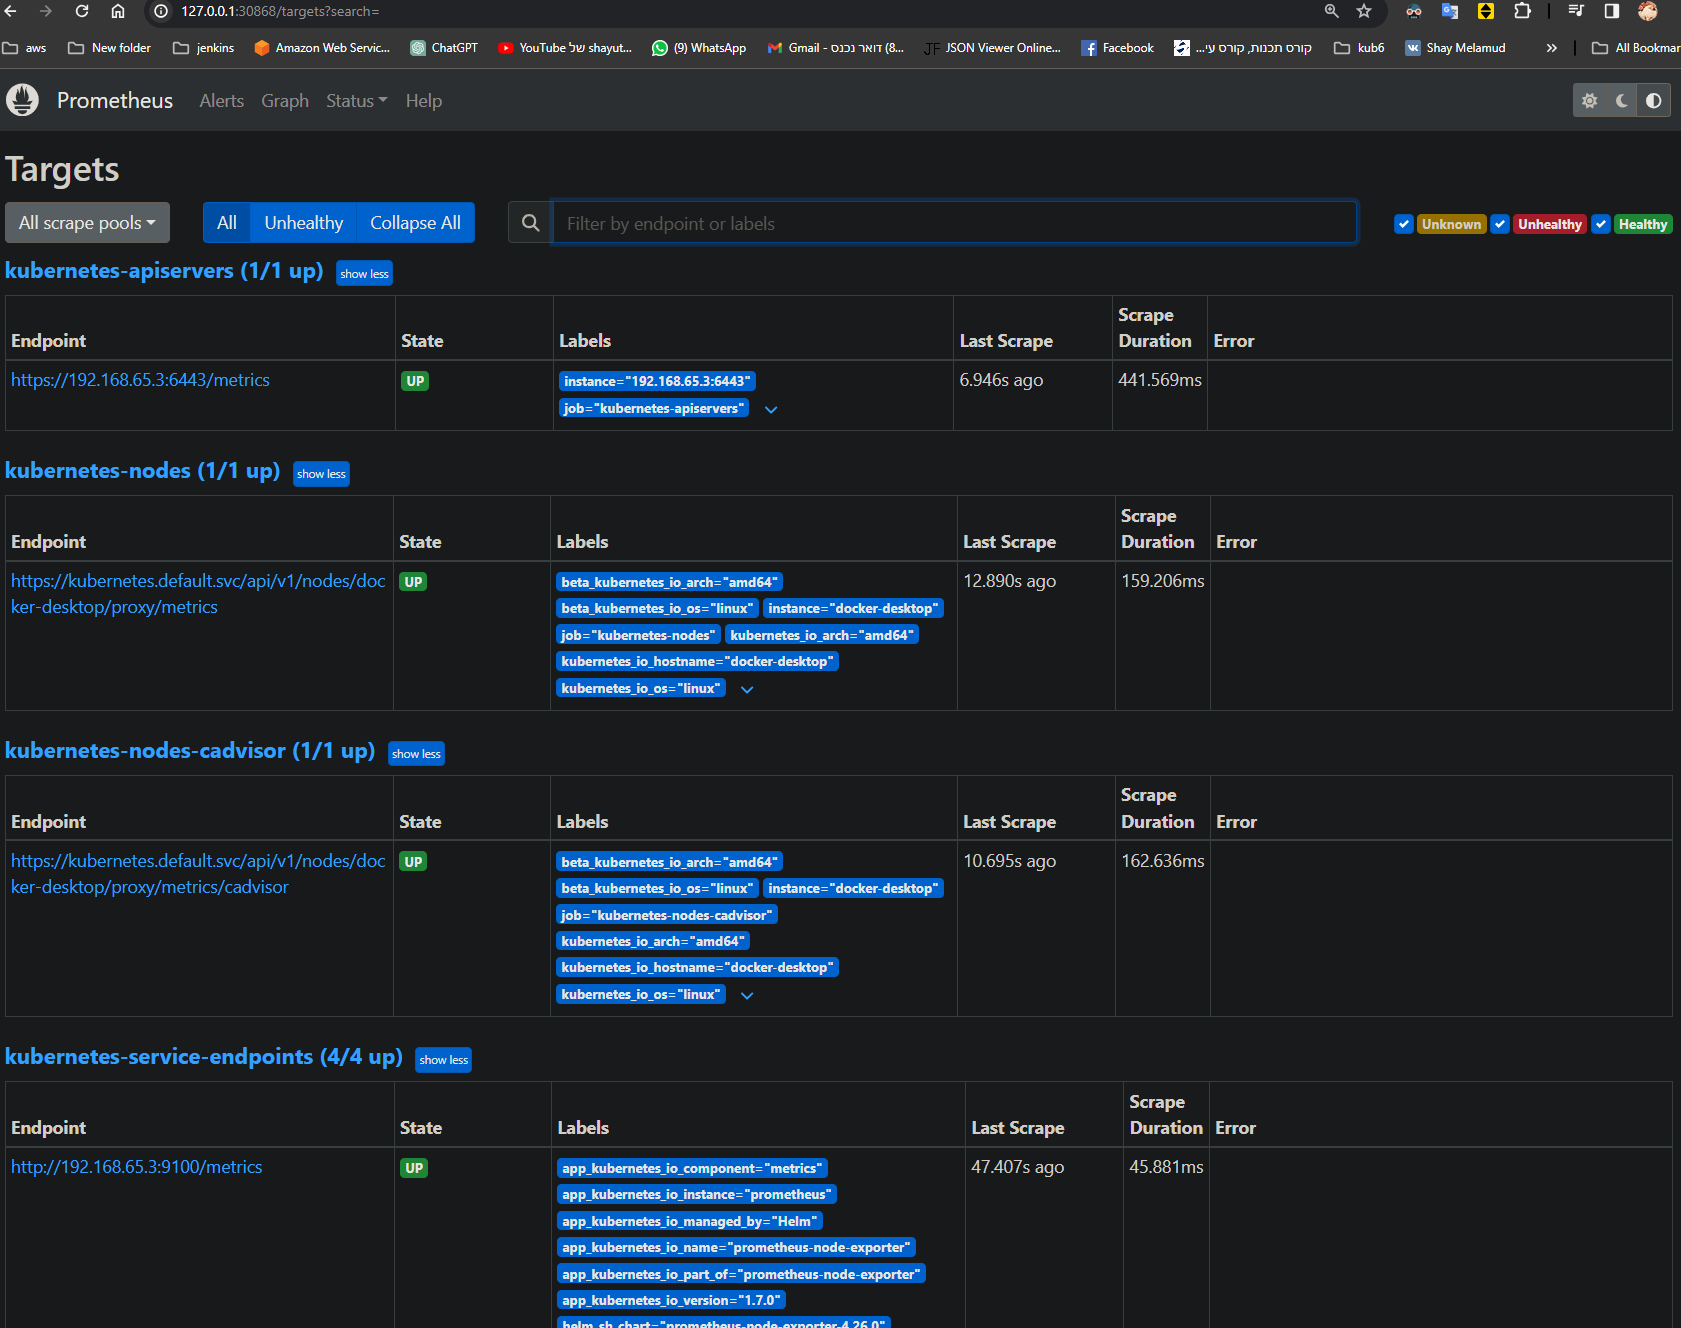 127.0.0.1:30868/targets?search=
aws
New folder
jenkins
Amazon Web Servic...
ChatGPT
YouTube של shayut...
(9) WhatsApp
Gmail - דואר נכנס (8...
JSON Viewer Online...
Facebook
קורס תכנות, קורס עי...
kub6
Shay Melamud
»
All Bookmar
Prometheus Alerts Graph Status Help
Targets
All scrape pools
All Unhealthy Collapse All
Filter by endpoint or labels
Unknown Unhealthy Healthy
kubernetes-apiservers (1/1 up) show less
Endpoint State Labels Last Scrape Scrape Duration Error
https://192.168.65.3:6443/metrics
UP
instance="192.168.65.3:6443"
job="kubernetes-apiservers"
6.946s ago
441.569ms
kubernetes-nodes (1/1 up) show less
Endpoint State Labels Last Scrape Scrape Duration Error
https://kubernetes.default.svc/api/v1/nodes/doc
ker-desktop/proxy/metrics
UP
beta_kubernetes_io_arch="amd64"
beta_kubernetes_io_os="linux" instance="docker-desktop"
job="kubernetes-nodes" kubernetes_io_arch="amd64"
kubernetes_io_hostname="docker-desktop"
kubernetes_io_os="linux"
12.890s ago
159.206ms
kubernetes-nodes-cadvisor (1/1 up) show less
Endpoint State Labels Last Scrape Scrape Duration Error
https://kubernetes.default.svc/api/v1/nodes/doc
ker-desktop/proxy/metrics/cadvisor
UP
beta_kubernetes_io_arch="amd64"
beta_kubernetes_io_os="linux" instance="docker-desktop"
job="kubernetes-nodes-cadvisor"
kubernetes_io_arch="amd64"
kubernetes_io_hostname="docker-desktop"
kubernetes_io_os="linux"
10.695s ago
162.636ms
kubernetes-service-endpoints (4/4 up) show less
Endpoint State Labels Last Scrape Scrape Duration Error
http://192.168.65.3:9100/metrics
UP
app_kubernetes_io_component="metrics"
app_kubernetes_io_instance="prometheus"
app_kubernetes_io_managed_by="Helm"
app_kubernetes_io_name="prometheus-node-exporter"
app_kubernetes_io_part_of="prometheus-node-exporter"
app_kubernetes_io_version="1.7.0"
helm_sh_chart="prometheus-node-exporter-4.26.0"
47.407s ago
45.881ms